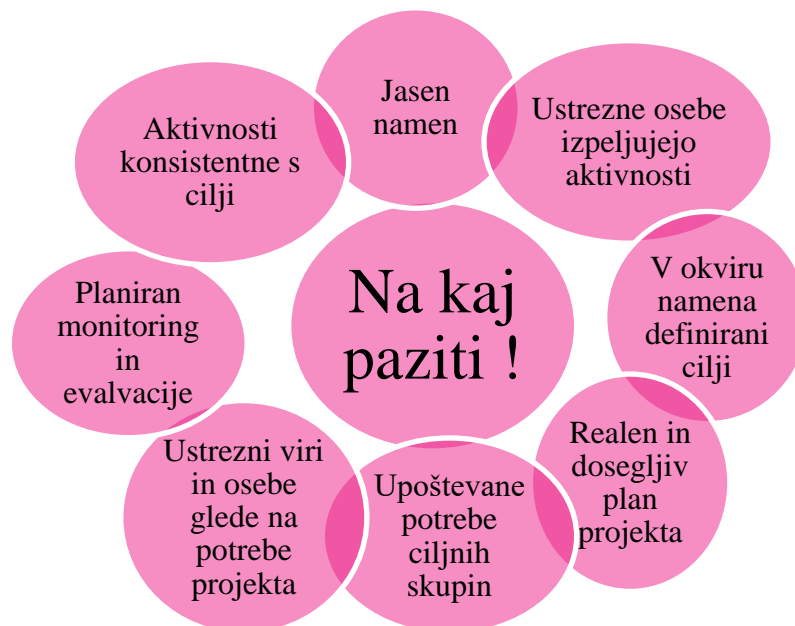 Na kaj
paziti !
Jasen
namen
Ustrezne osebe
izpeljujejo
aktivnosti
V okviru
namena
definirani
cilji
Realen in
dosegljiv
plan
projekta
Upoštevane
potrebe
ciljnih
skupin
Ustrezni viri
in osebe
glede na
potrebe
projekta
Planiran
monitoring
in
evalvacije
Aktivnosti
konsistentne s
cilji